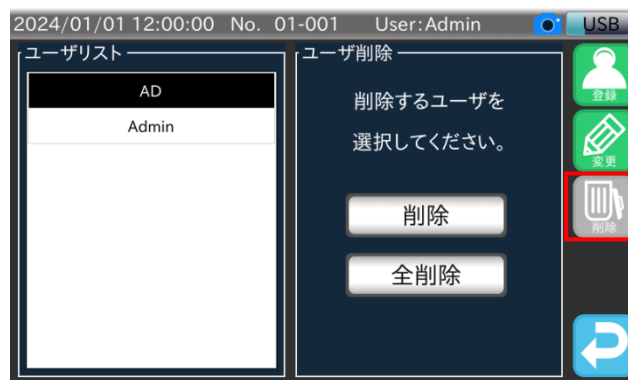 2024/01/01 12:00:00 No. 01-001 User:Admin USB
ユーザリスト
AD
Admin
ユーザ削除
削除するユーザを
選択してください。
削除
全削除
登録
変更
削除